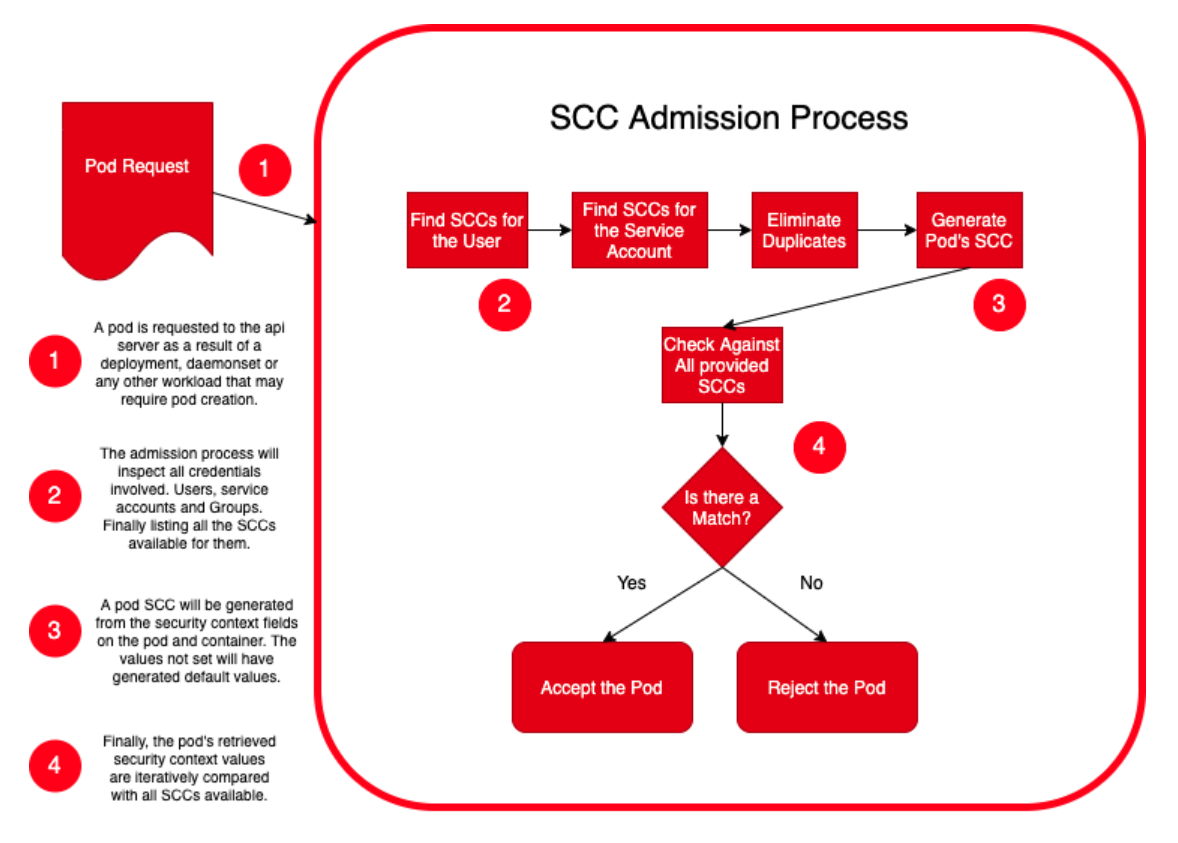 SCC Admission Process
Pod Request
1
Find SCCs for
the User
Find SCCs for
the Service
Account
Eliminate
Duplicates
Generate
Pod's SCC
2
3
Check Against
All provided
SCCs
4
Is there a
Match?
Yes
No
Accept the Pod
Reject the Pod
1
A pod is requested to the api
server as a result of a
deployment, daemonset or
any other workload that may
require pod creation.
2
The admission process will
inspect all credentials
involved. Users, service
accounts and Groups.
Finally listing all the SCCs
available for them.
3
A pod SCC will be generated
from the security context fields
on the pod and container. The
values not set will have
generated default values.
4
Finally, the pod's retrieved
security context values
are iteratively compared
with all SCCs available.